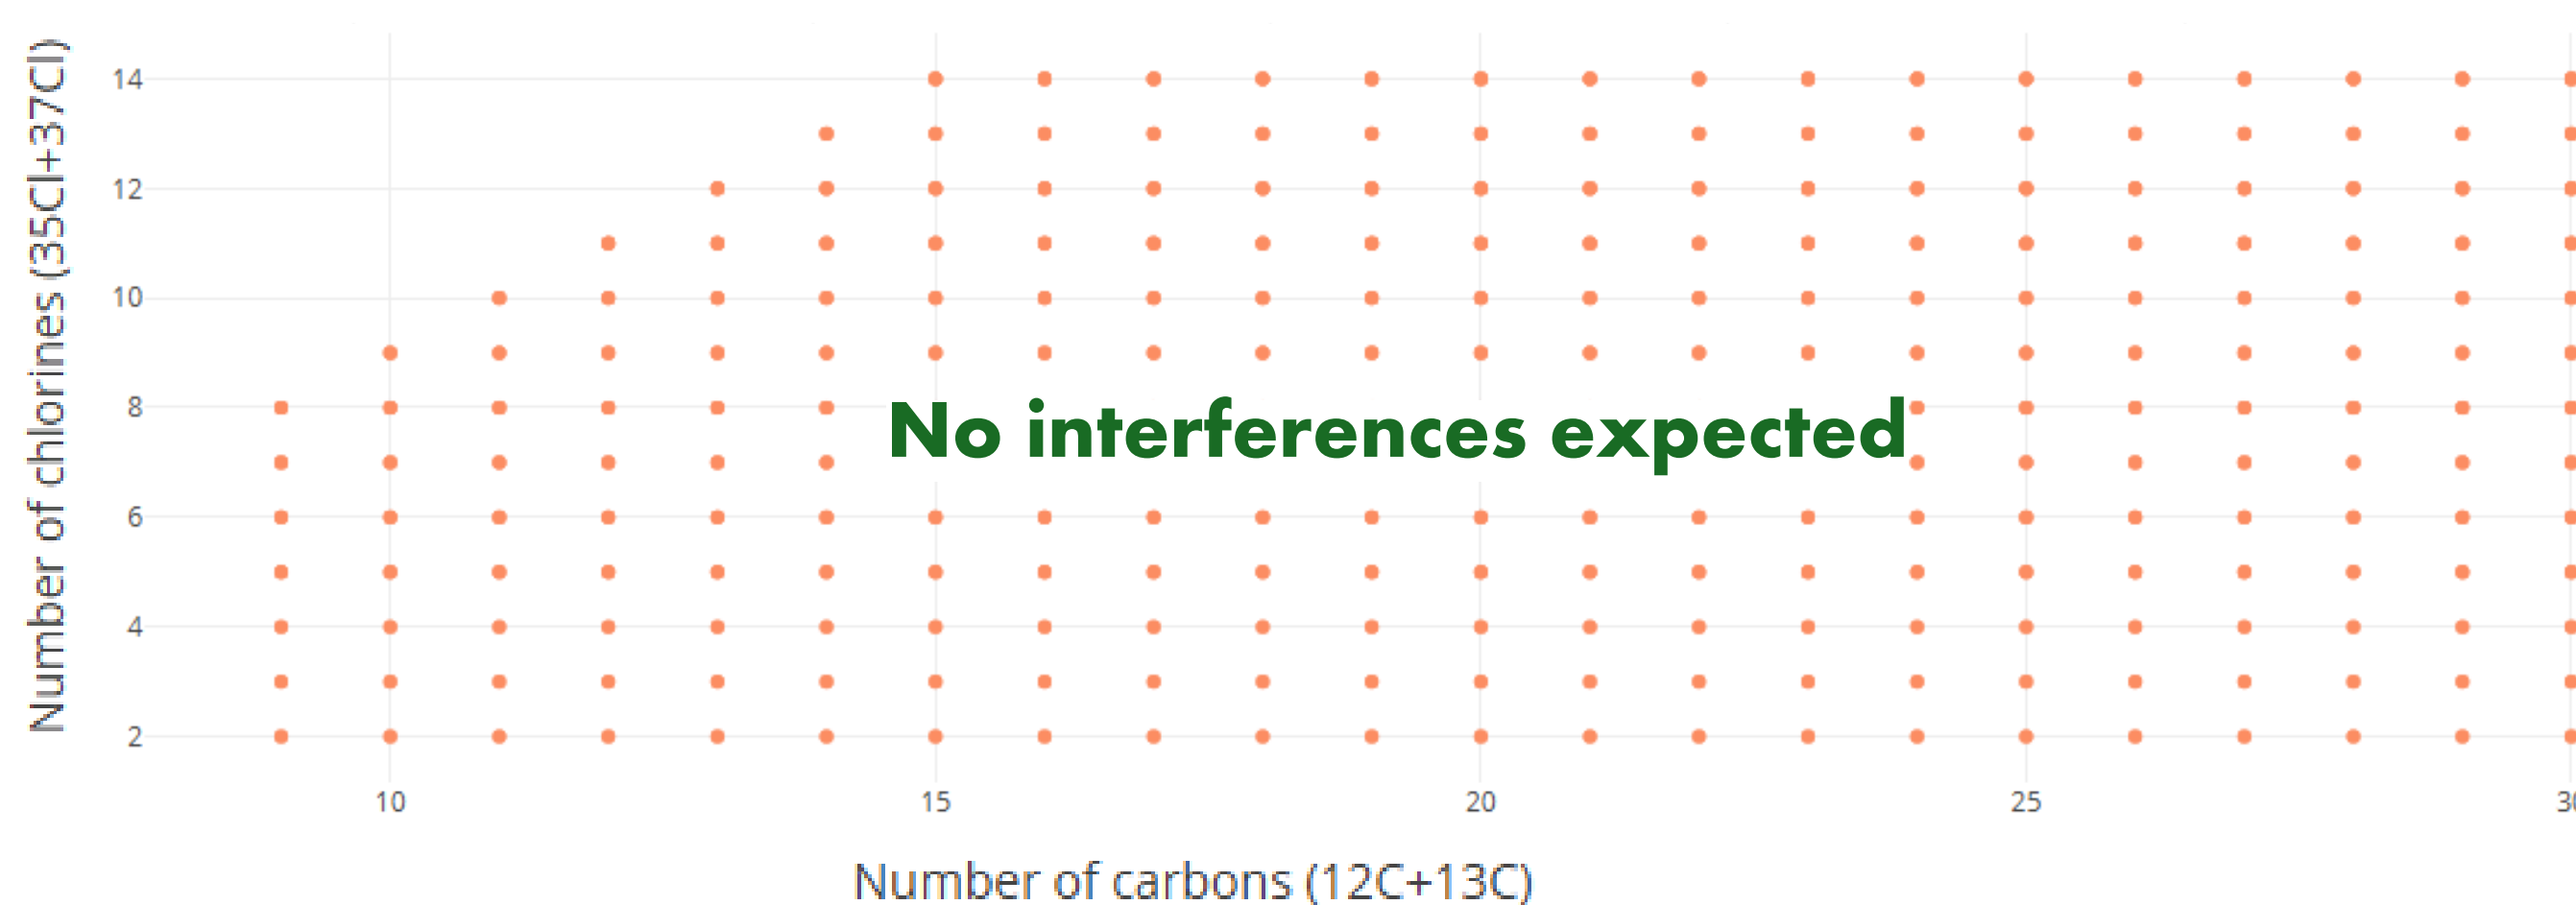 Number of chlorines (35Cl+37Cl)
14
12
10
8
6
4
2
No interferences expected
10 15 20 25 30
Number of carbons (12C+13C)